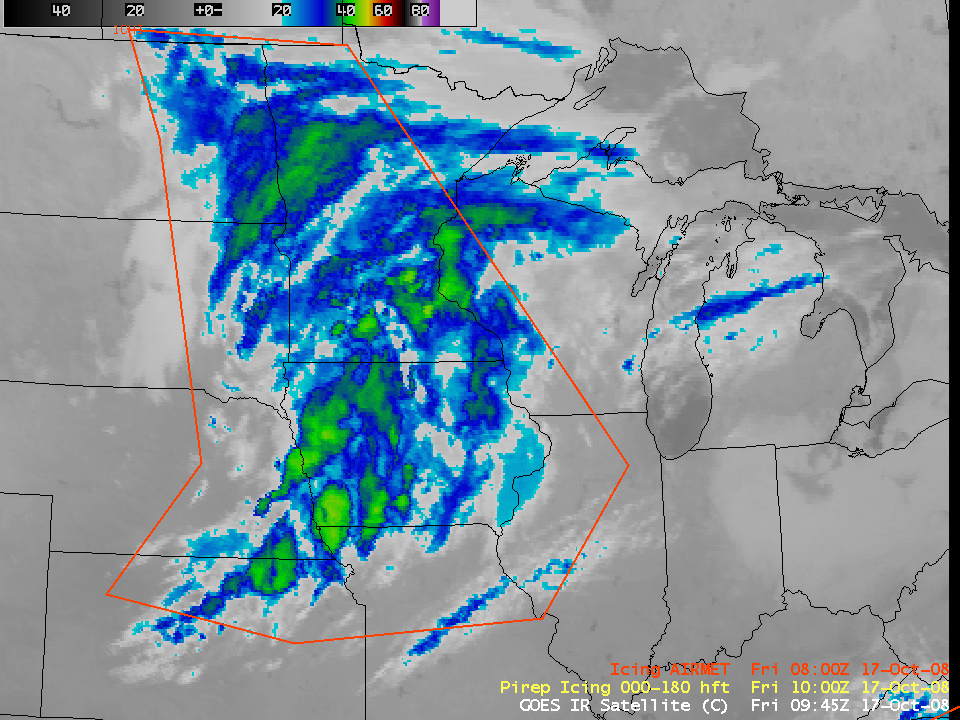 40 20 +0- 20 40 60 80
Icing AIRMET Fri 08:00Z 17-Oct-08
Pirep Icing 000-180 hft Fri 10:00Z 17-Oct-08
GOES IR Satellite (C) Fri 09:45Z 17-Oct-08